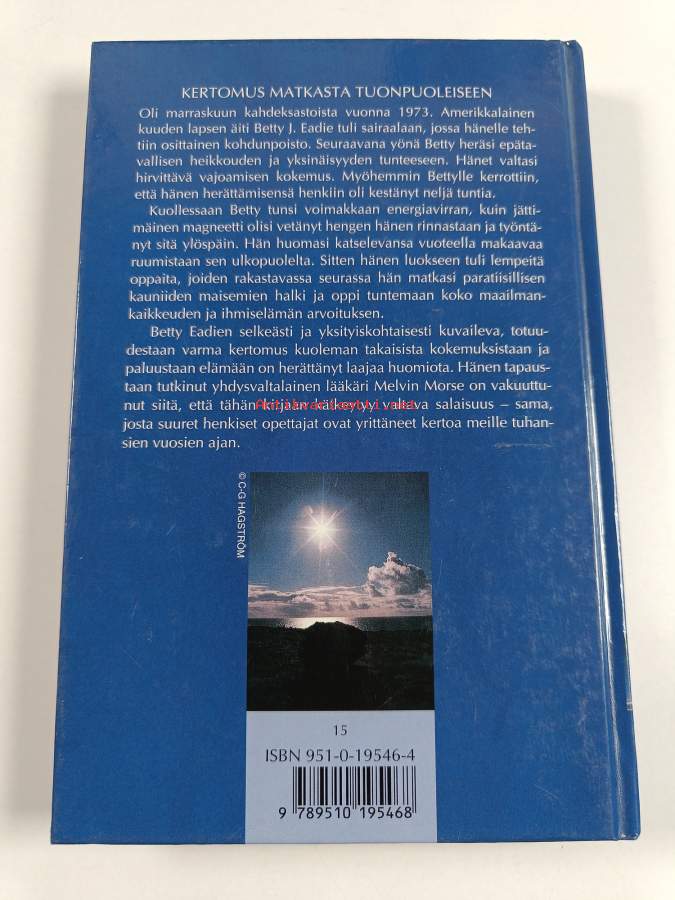 KERTOMUS MATKASTA TUONPUOLEISEEN
Oli marraskuun kahdeksastoista vuonna 1973. Amerikkalainen
kuuden lapsen äiti Betty J. Eadie tuli sairaalaan, jossa hänelle teh-
tiin osittainen kohdunpoisto. Seuraavana yönä Betty heräsi epäta-
vallisen heikkouden ja yksinäisyyden tunteeseen. Hänet valtasi
hirvittävä vajoamisen kokemus. Myöhemmin Bettylle kerrottiin,
että hänen herättämisensä henkiin oli kestänyt neljä tuntia.
Kuollessaan Betty tunsi voimakkaan energiavirran, kuin jätti-
mäinen magneetti olisi vetänyt hengen hänen rinnastaan ja työntä-
nyt sitä ylöspäin. Hän huomasi katselevansa vuoteella makaavaa
ruumistaan sen ulkopuolelta. Sitten hänen luokseen tuli lempeitä
oppaita, joiden rakastavassa seurassa hän matkasi paratiisillisen
kauniiden maisemien halki ja oppi tuntemaan koko maailman-
kaikkeuden ja ihmiselämän arvoituksen.
Betty Eadien selkeästi ja yksityiskohtaisesti kuvaileva, totuu-
destaan varma kertomus kuoleman takaisista kokemuksistaan ja
paluustaan elämään on herättänyt laajaa huomiota. Hänen tapaus-
taan tutkinut yhdysvaltalainen lääkäri Melvin Morse on vakuuttu-
nut siitä, että tähän kirjaan kätkeytyy valtava salaisuus – sama,
Antikvariaatti.net
josta suuret henkiset opettajat ovat yrittäneet kertoa meille tuhan-
sien vuosien ajan.
© C-G HAGSTRÖM
15
ISBN 951-0-19546-4
9 789510 195468